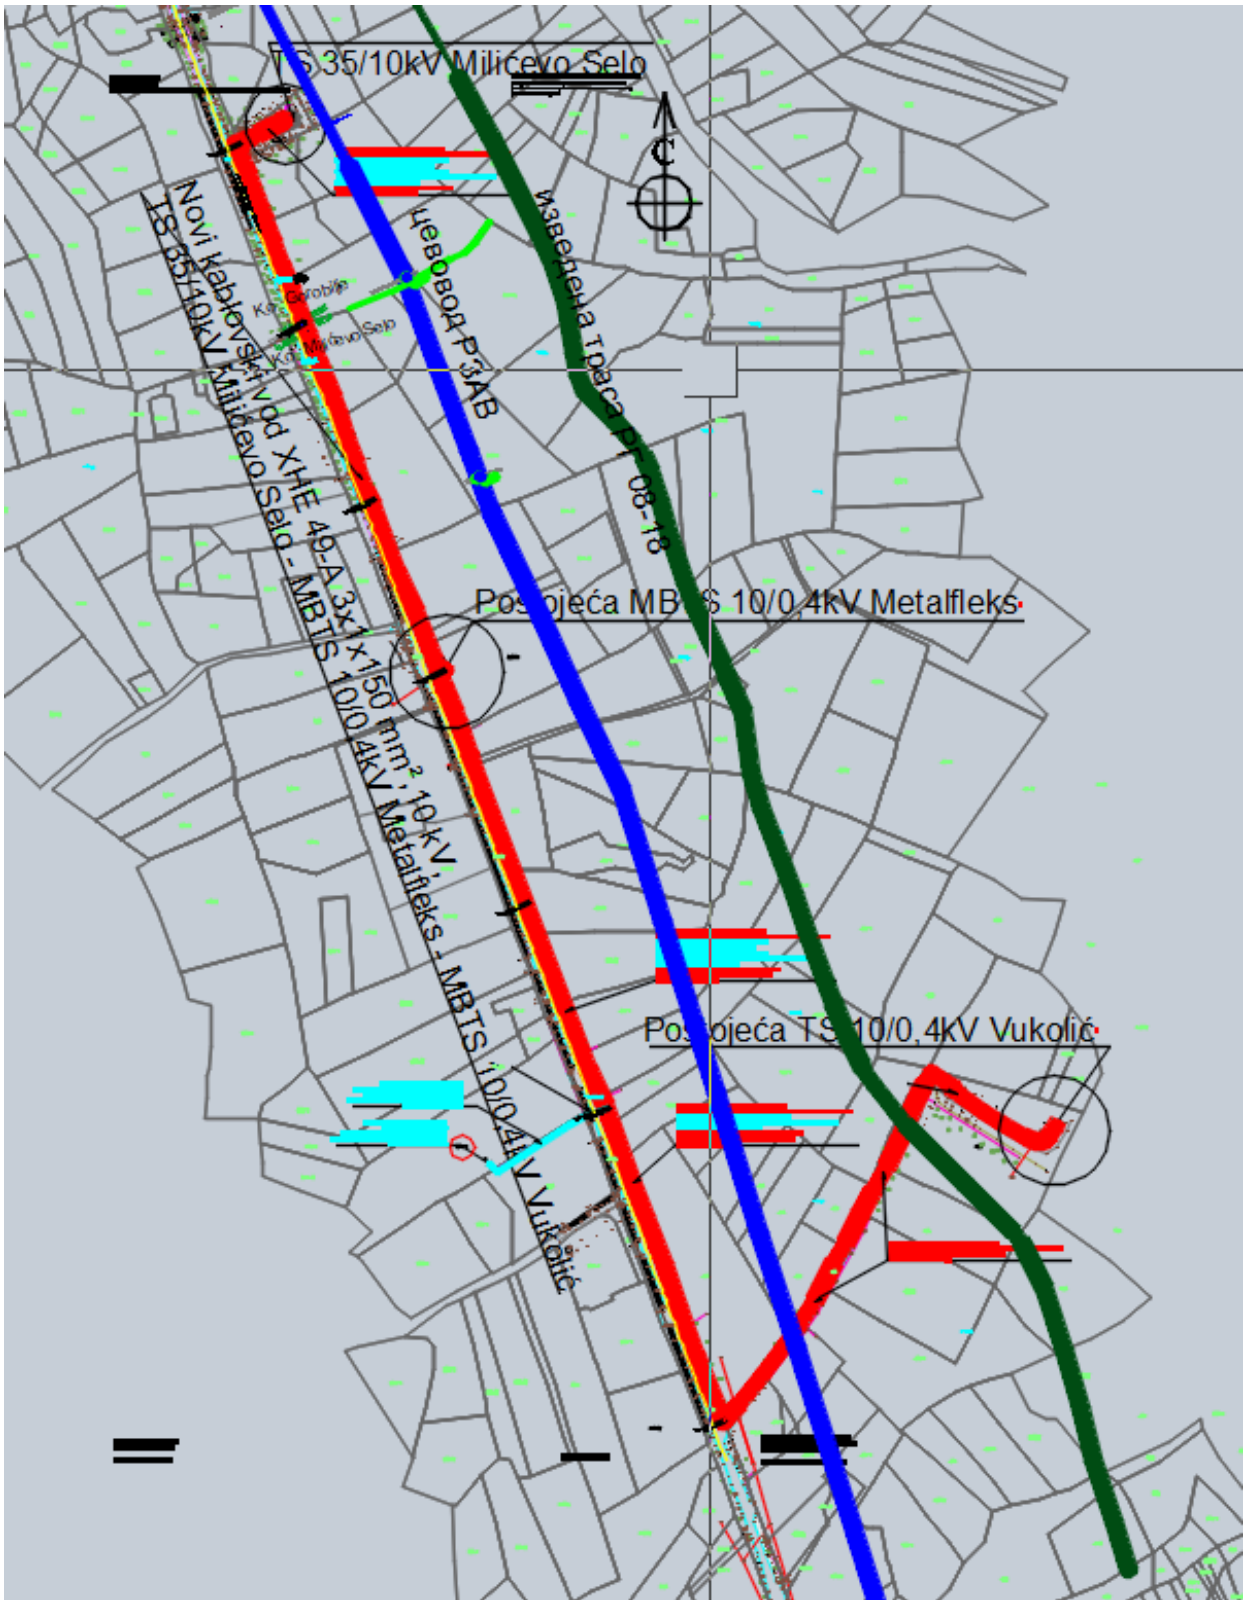 TS 35/10kV Milićevo Selo
С
Novi kablovski vod XHE 49-A 3x1x150 mm², 10 kV,
TS 35/10kV Milićevo Selo - MBTS 10/0,4kV Metalfleks - MBTS 10/0,4kV Vukolić
цевовод РЗАВ
изведена траса РГ 08-18
K.o. Gorobilje
K.o. Milićevo Selo
Postojeća MBTS 10/0,4kV Metalfleks
Postojeća TS 10/0,4kV Vukolić